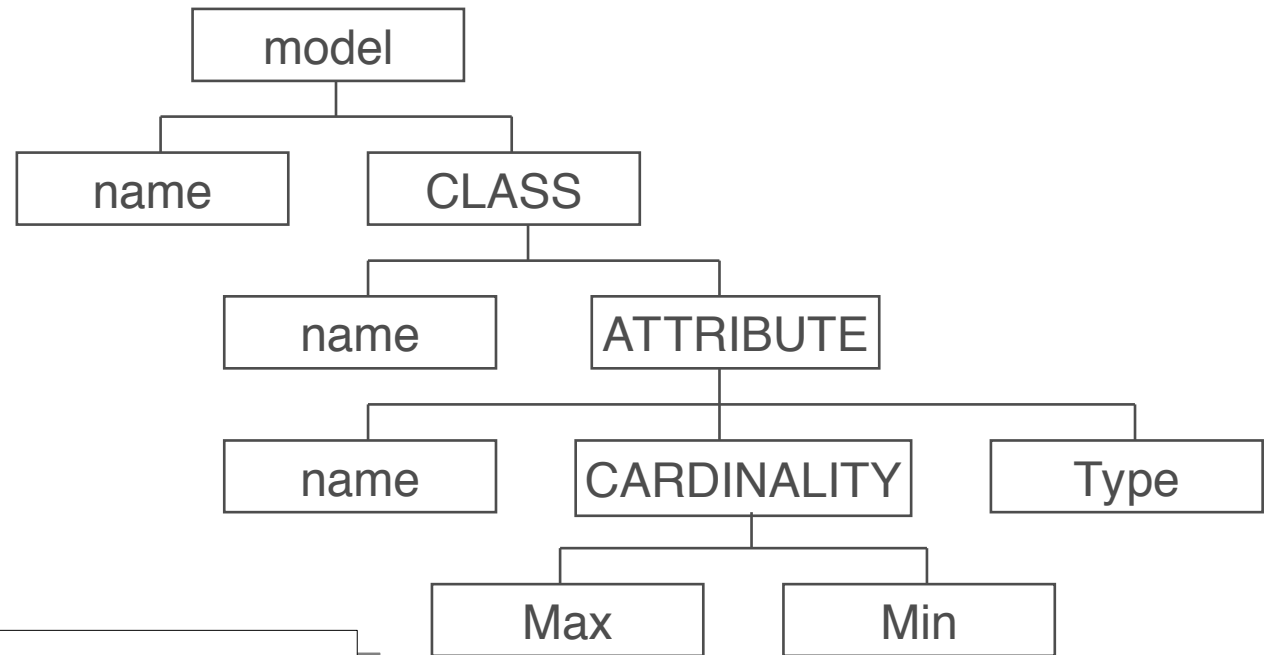 model
name
CLASS
name
ATTRIBUTE
name
CARDINALITY
Type
Max
Min